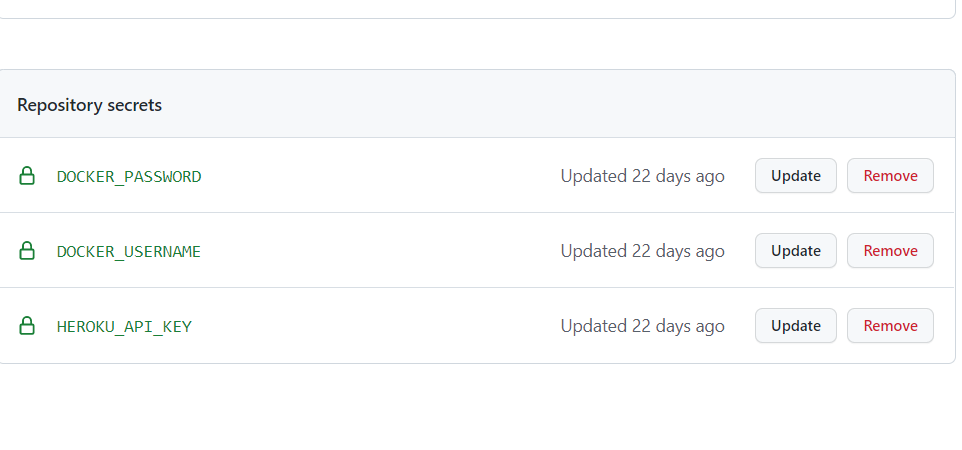 Repository secrets
DOCKER_PASSWORD Updated 22 days ago Update Remove
DOCKER_USERNAME Updated 22 days ago Update Remove
HEROKU_API_KEY Updated 22 days ago Update Remove